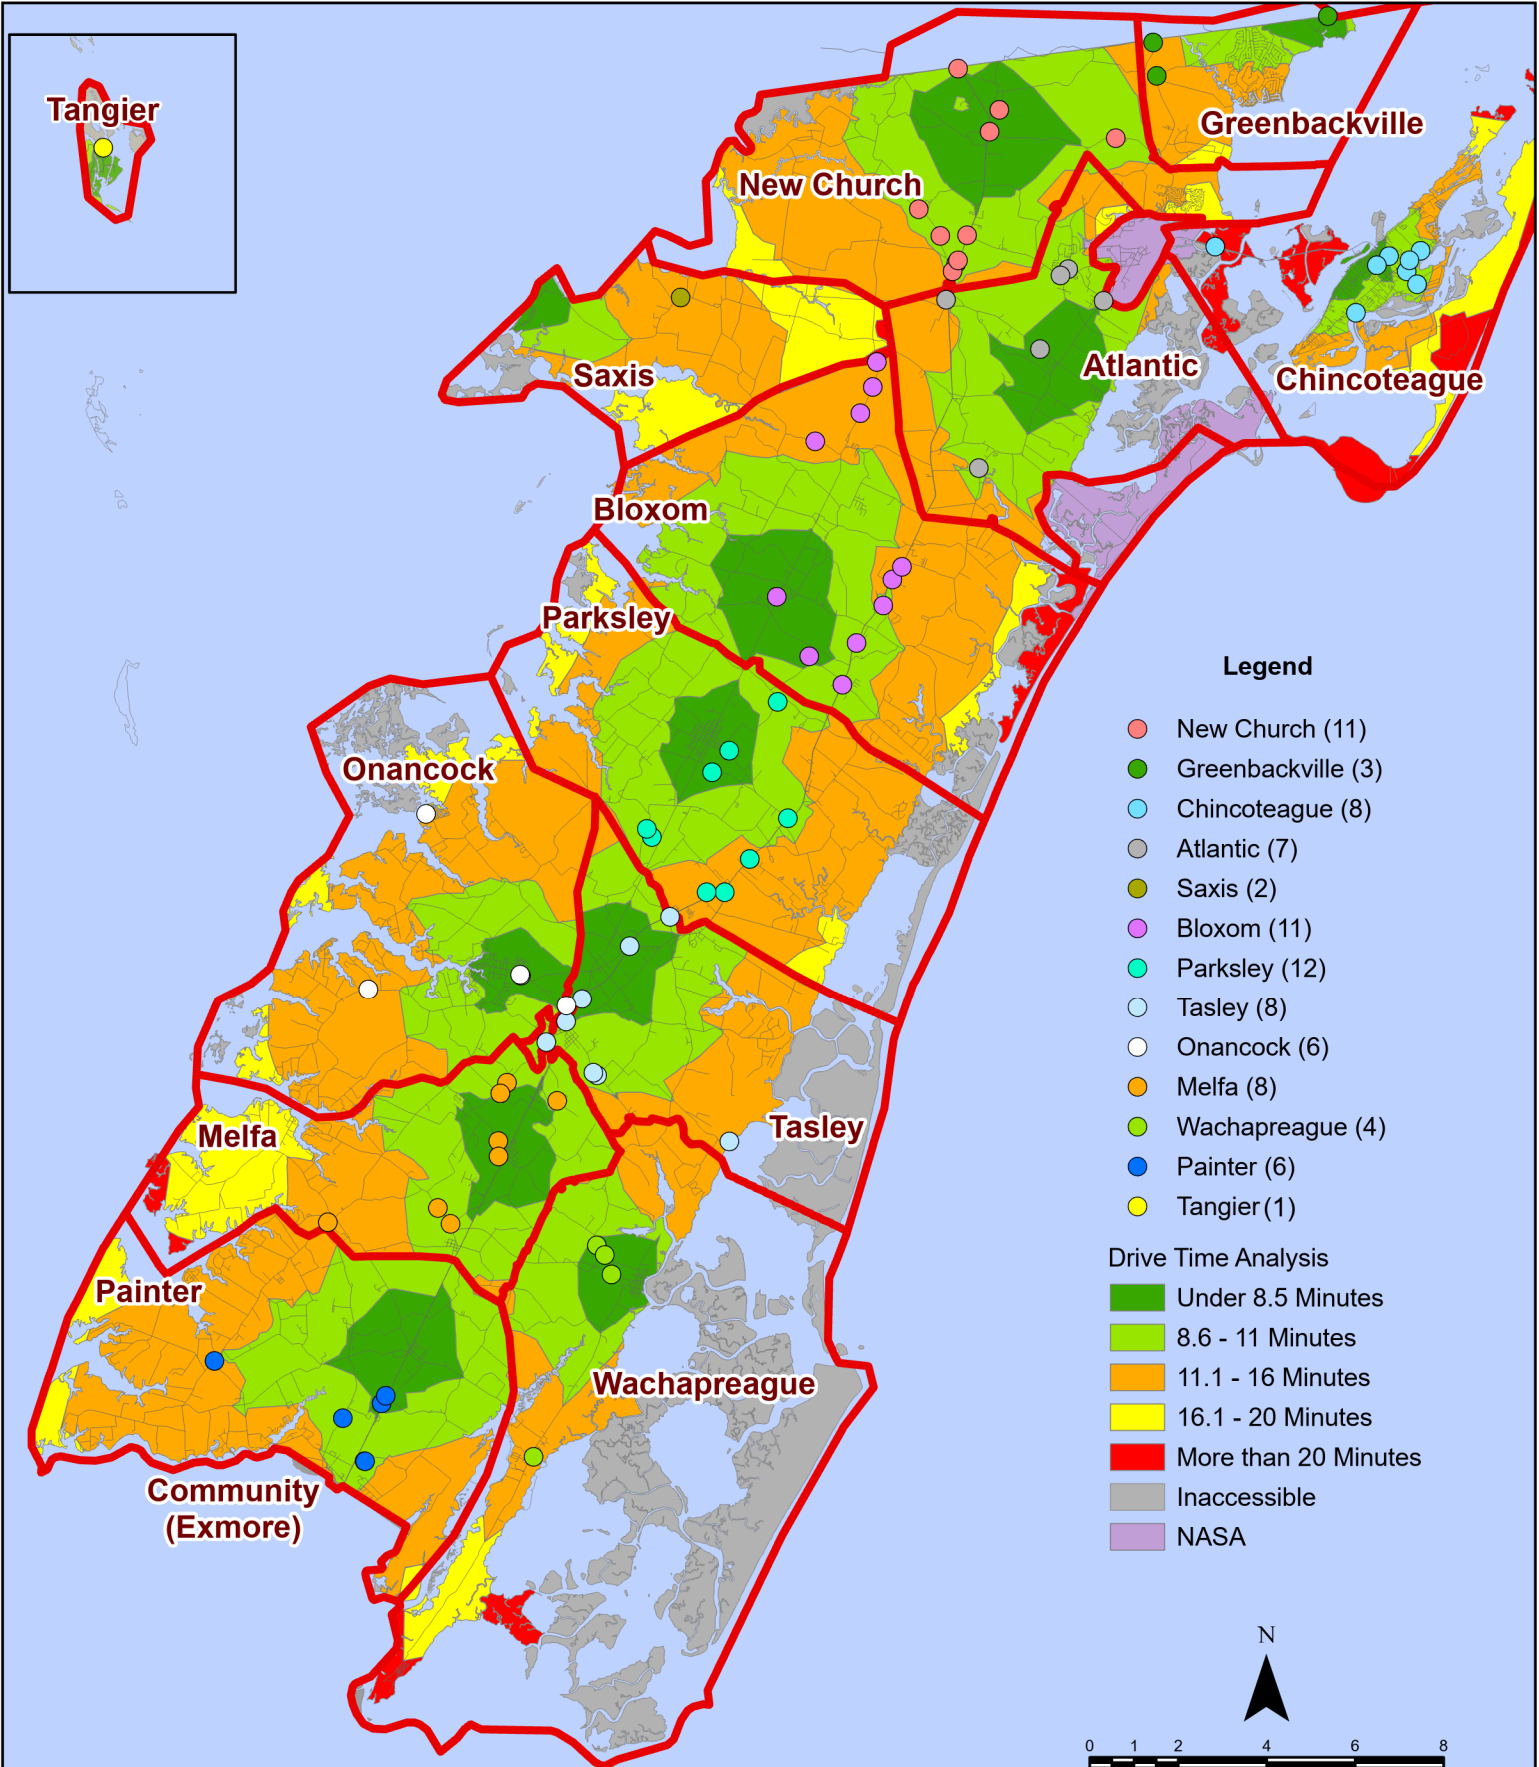 Tangier
Greenbackville
New Church
Atlantic
Saxis
Chincoteague
Bloxom
Parksley
Onancock
Tasley
Melfa
Painter
Wachapreague
Community
(Exmore)
Legend
New Church (11)
Greenbackville (3)
Chincoteague (8)
Atlantic (7)
Saxis (2)
Bloxom (11)
Parksley (12)
Tasley (8)
Onancock (6)
Melfa (8)
Wachapreague (4)
Painter (6)
Tangier (1)
Drive Time Analysis
Under 8.5 Minutes
8.6 - 11 Minutes
11.1 - 16 Minutes
16.1 - 20 Minutes
More than 20 Minutes
Inaccessible
NASA
N
0 1 2 4 6 8